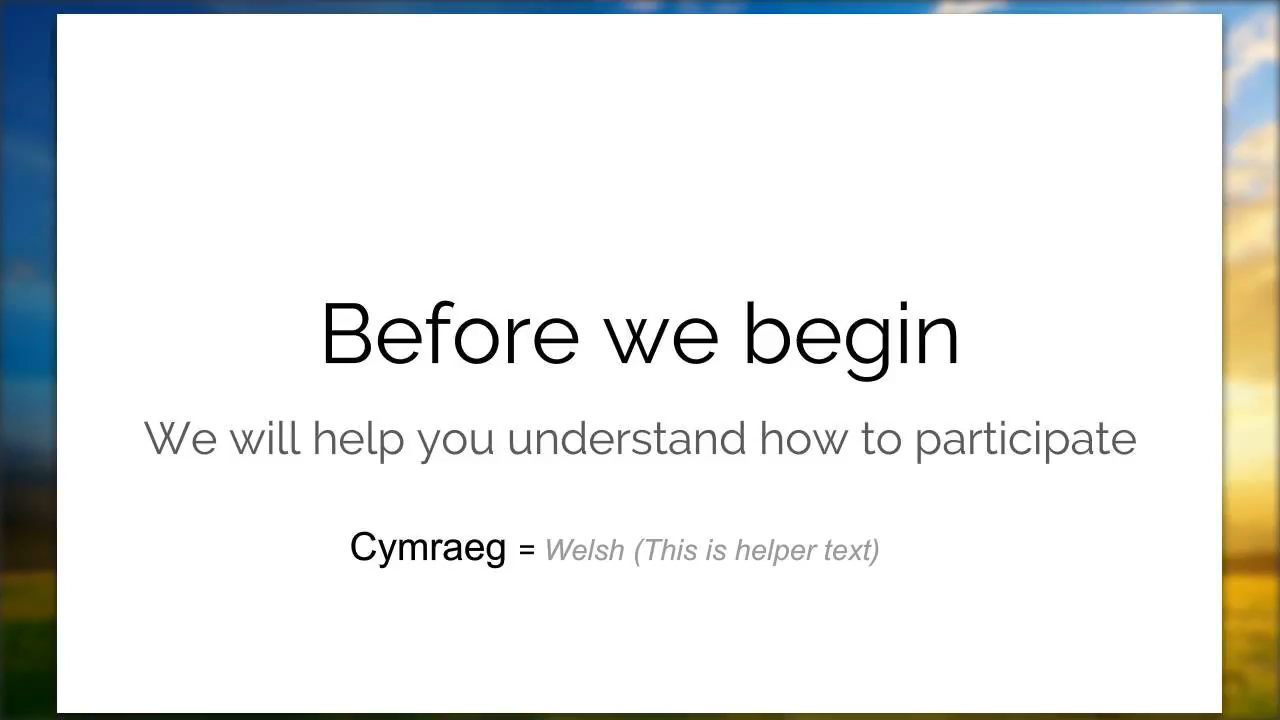 Before we begin
We will help you understand how to participate
Cymraeg = Welsh (This is helper text)